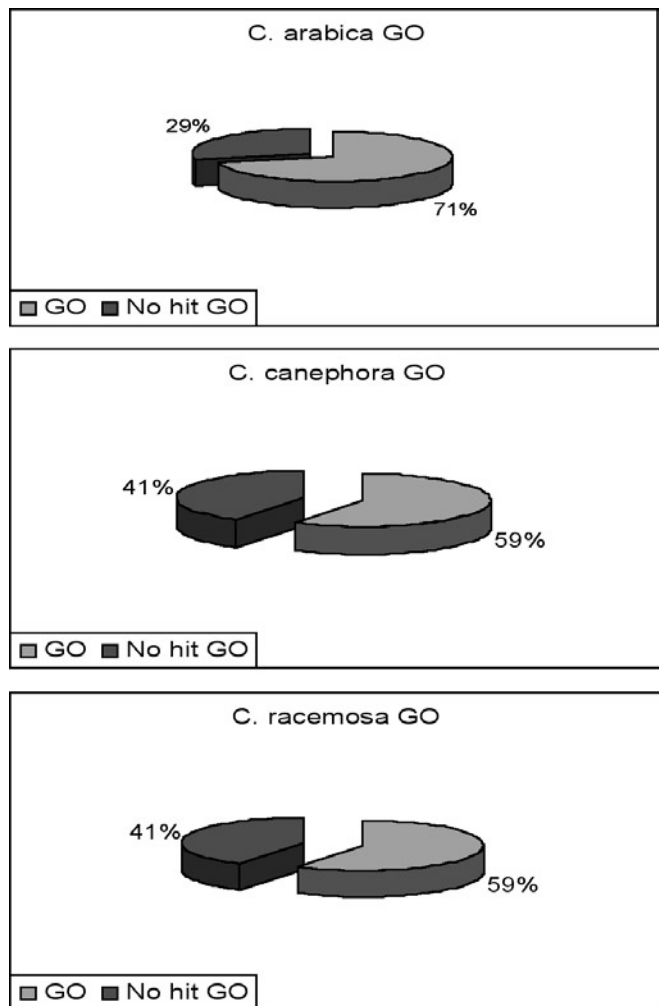 C. arabica GO
29%
71%
GO No hit GO
C. canephora GO
41%
59%
GO No hit GO
C. racemosa GO
41%
59%
GO No hit GO